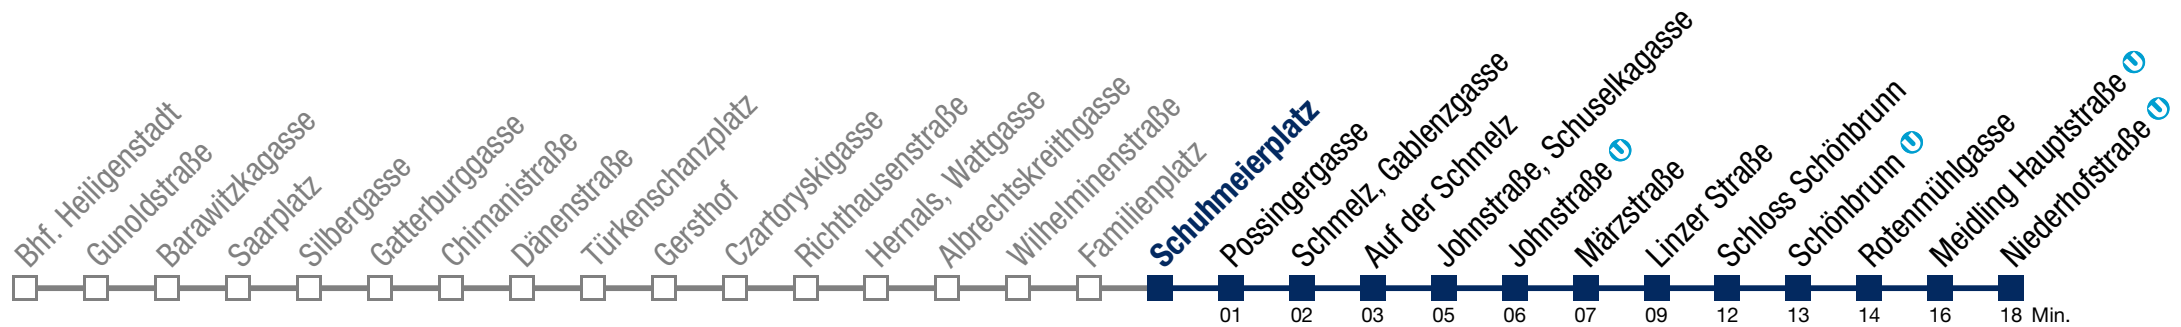 Bhf. Heiligenstadt
Gunoldstraße
Barawitzkagasse
Saarplatz
Silbergasse
Gatterburggasse
Chimanistraße
Dänenstraße
Türkenschanzplatz
Gersthof
Czartoryskigasse
Richthausenstraße
Hernals, Wattgasse
Albrechtskreithgasse
Wilhelminenstraße
Familienplatz
Schuhmeierplatz
Possingergasse
Schmelz, Gablenzgasse
Auf der Schmelz
Johnstraße, Schuselkagasse
Johnstraße U
Märzstraße
Linzer Straße
Schloss Schönbrunn
Schönbrunn U
Rotenmühlgasse
Meidling Hauptstraße U
Niederhofstraße U
01 02 03 05 06 07 09 12 13 14 16 18 Min.